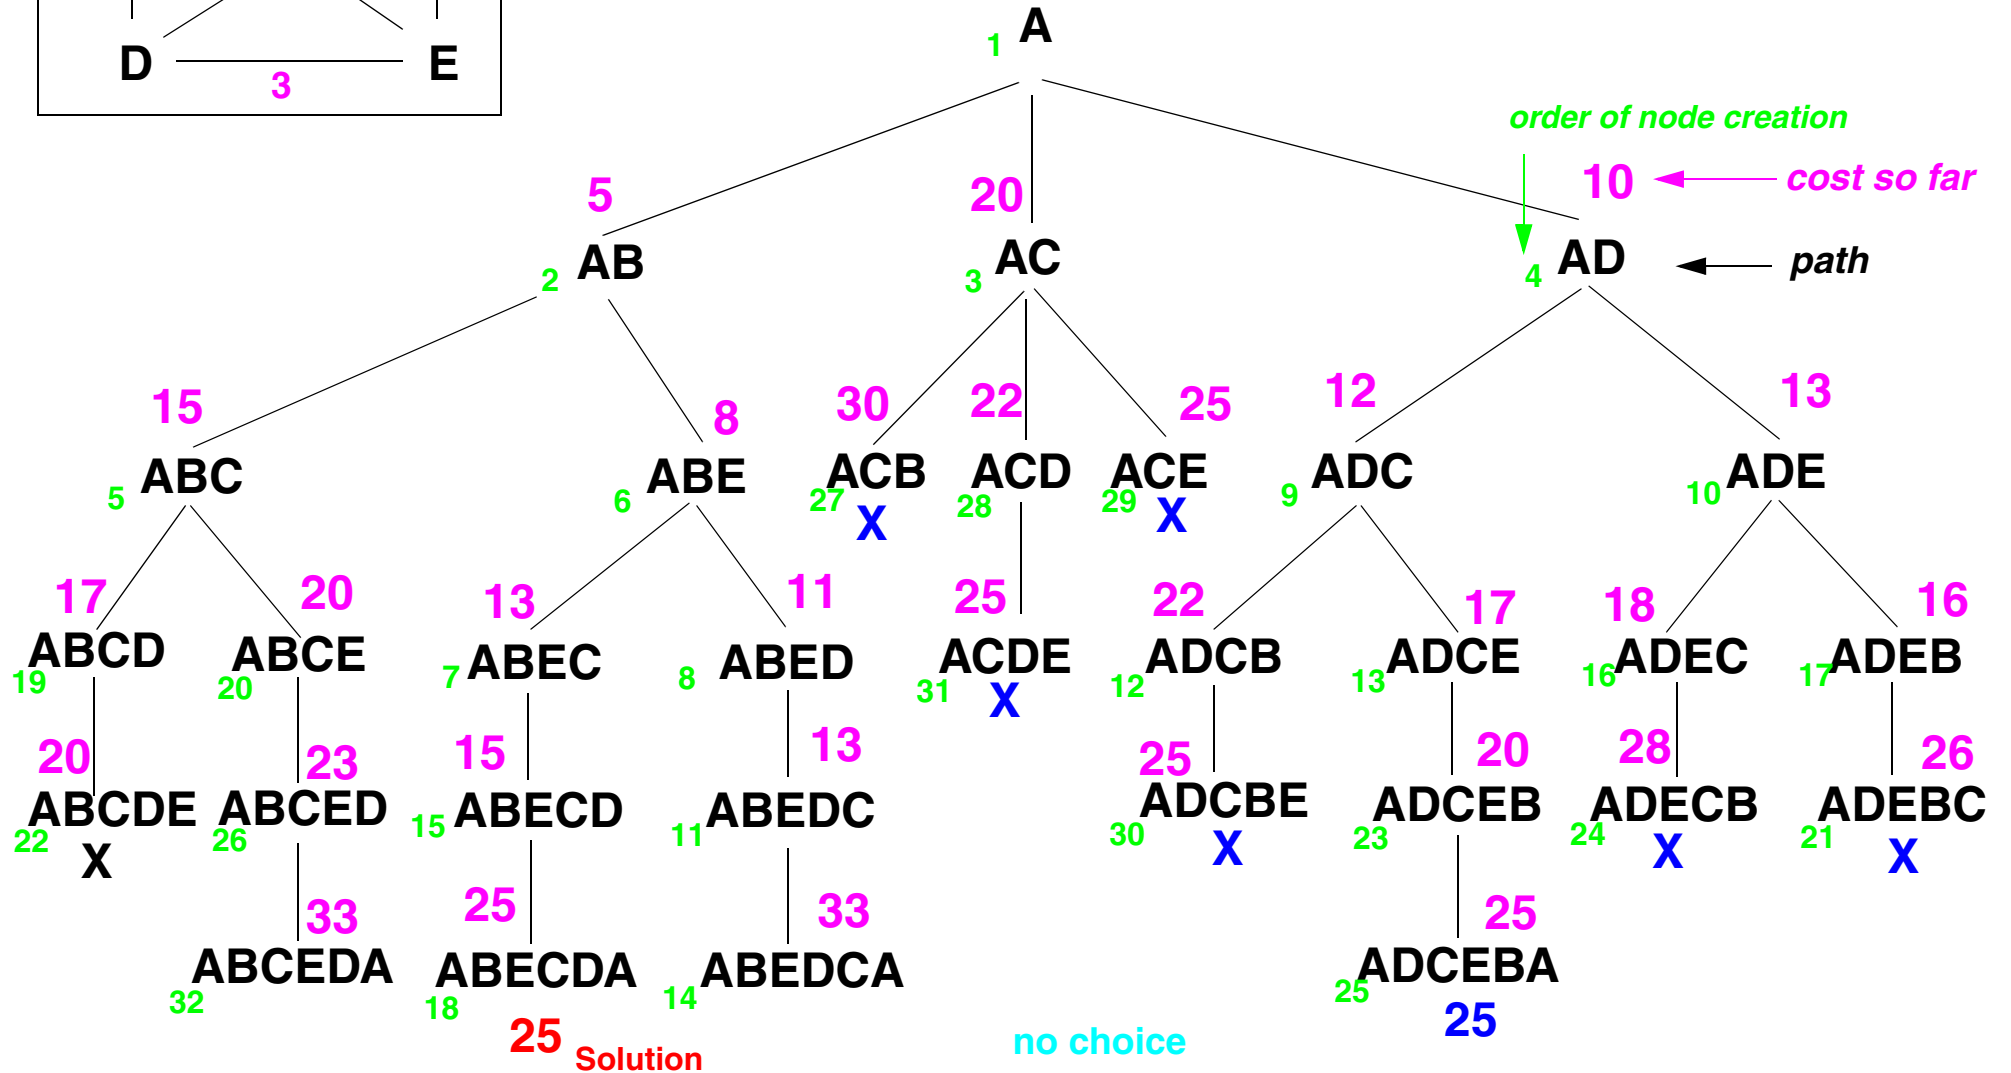 A
1
D E
3
order of node creation
10 cost so far
5 20
AB AC AD path
2 3 4
15 8 30 22 25 12 13
ABC ABE ACB ACD ACE ADC ADE
5 6 27 28 29 9 10
X X
17 20 13 11 25 22 17 18 16
ABCD ABCE ABEC ABED ACDE ADCB ADCE ADEC ADEB
19 20 7 8 31 12 13 16 17
X
20 23 15 13 25 20 28 26
ABCDE ABCED ABECD ABEDC ADCBE ADCEB ADECB ADEBC
22 26 15 11 30 23 24 21
X X X X
33 25 33 25
ABCEDA ABECDA ABEDCA ADCEBA
32 18 14 25
25 Solution no choice 25